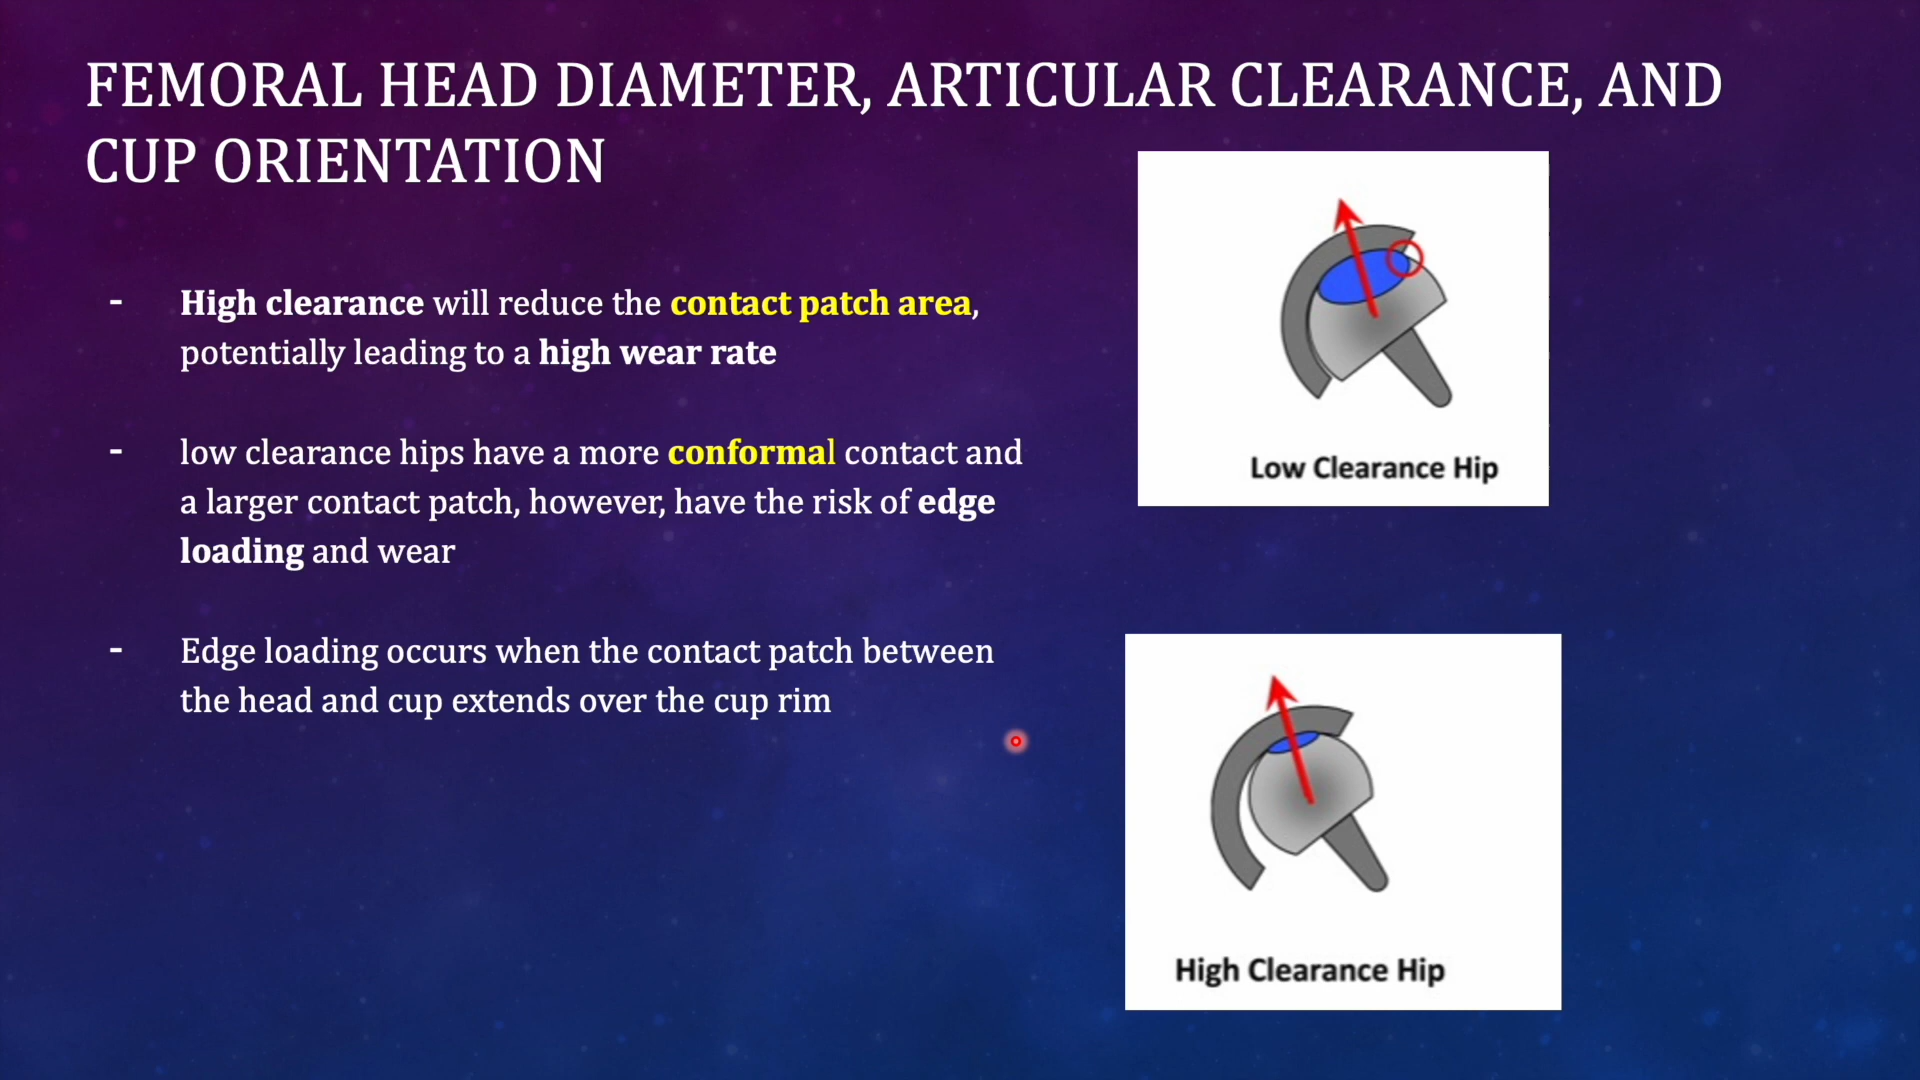 FEMORAL HEAD DIAMETER, ARTICULAR CLEARANCE, AND
CUP ORIENTATION
- High clearance will reduce the contact patch area,
potentially leading to a high wear rate
- low clearance hips have a more conformal contact and
a larger contact patch, however, have the risk of edge
loading and wear
- Edge loading occurs when the contact patch between
the head and cup extends over the cup rim
Low Clearance Hip
High Clearance Hip